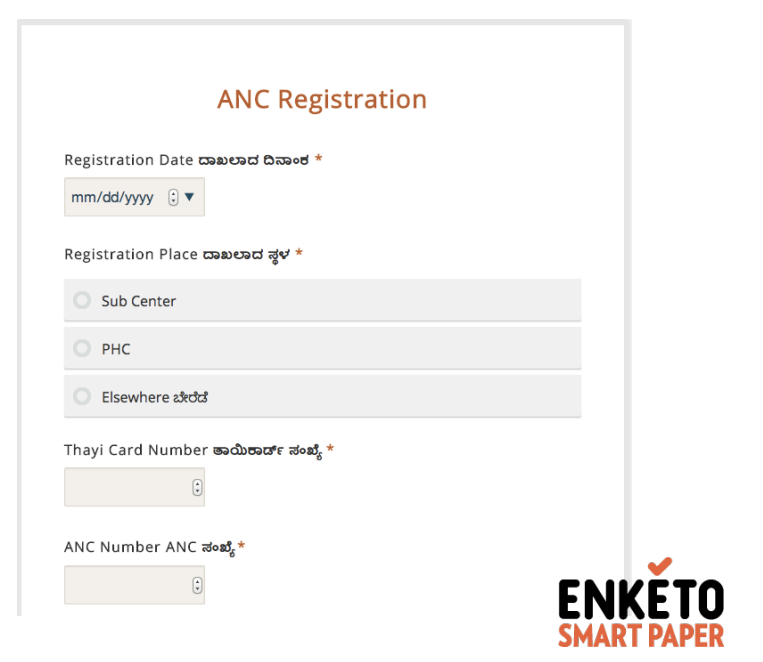 ANC Registration
Registration Date ದಾಖಲಾದ ದಿನಾಂಕ *
mm/dd/yyyy
Registration Place ದಾಖಲಾದ ಸ್ಥಳ *
Sub Center
PHC
Elsewhere ಬೇರೆಡೆ
Thayi Card Number ತಾಯಿಕಾರ್ಡ್ ಸಂಖ್ಯೆ *
ANC Number ANC ಸಂಖ್ಯೆ *
ENKETO
SMART PAPER